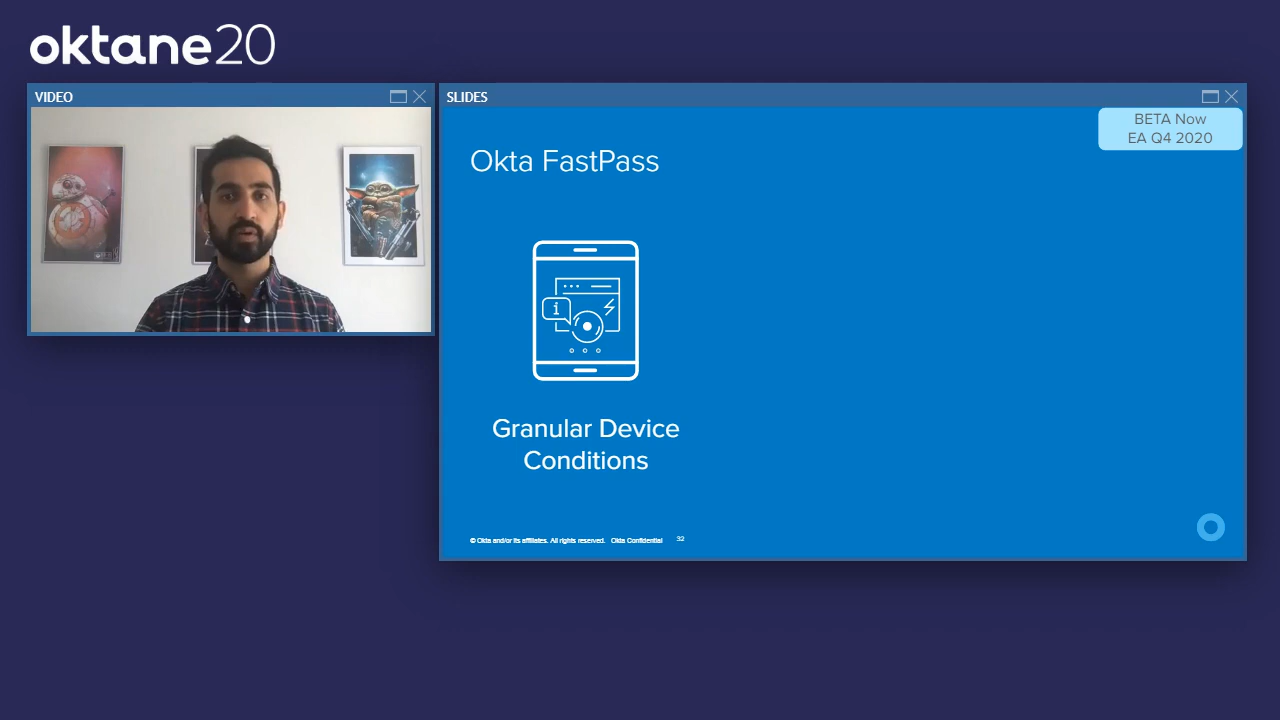 oktane20
VIDEO
SLIDES
BETA Now
EA Q4 2020
Okta FastPass
i
Granular Device
Conditions
© Okta and/or its affiliates. All rights reserved. Okta Confidential 32